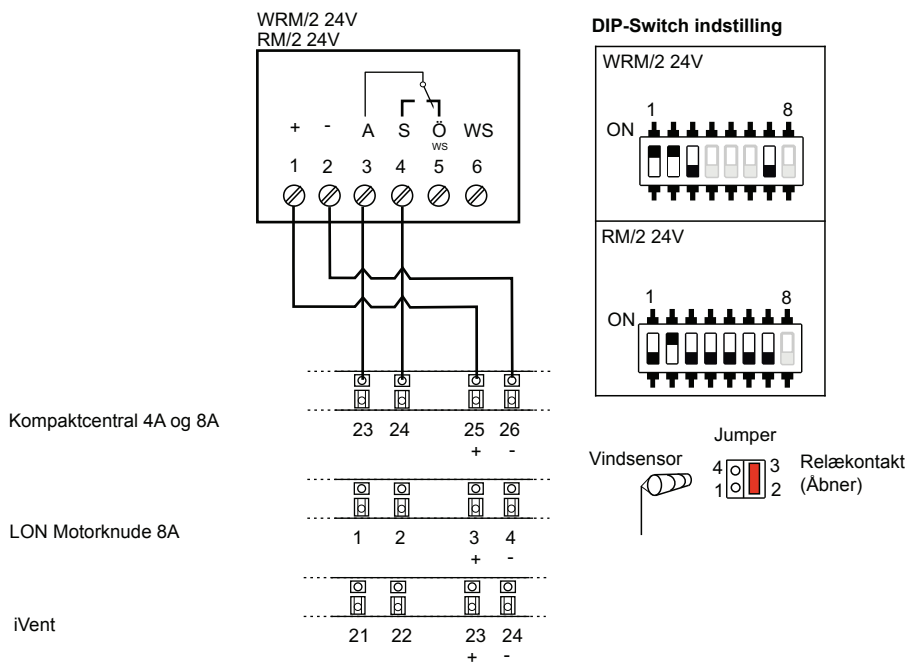 WRM/2 24V
RM/2 24V
+ - A S Ö WS
WS
1 2 3 4 5 6
DIP-Switch indstilling
WRM/2 24V
1 8
ON
RM/2 24V
1 8
ON
Kompaktcentral 4A og 8A
23 24 25 26
+ -
Jumper
Vindsensor
4 3
1 2
Relækontakt
(Åbner)
LON Motorknude 8A
1 2 3 4
+ -
iVent
21 22 23 24
+ -